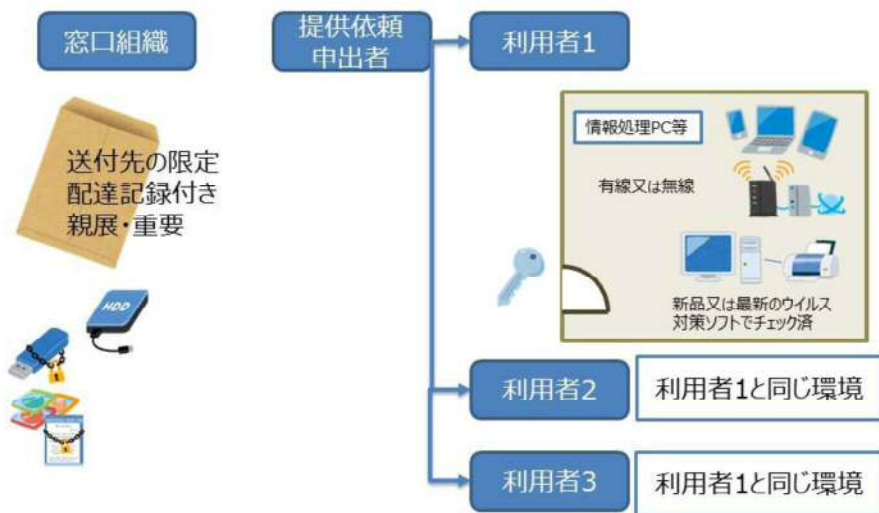 窓口組織
提供依頼
申出者
利用者1
送付先の限定
配達記録付き
親展・重要
HDD
情報処理PC等
有線又は無線
新品又は最新のウイルス
対策ソフトでチェック済
利用者2
利用者1と同じ環境
利用者3
利用者1と同じ環境